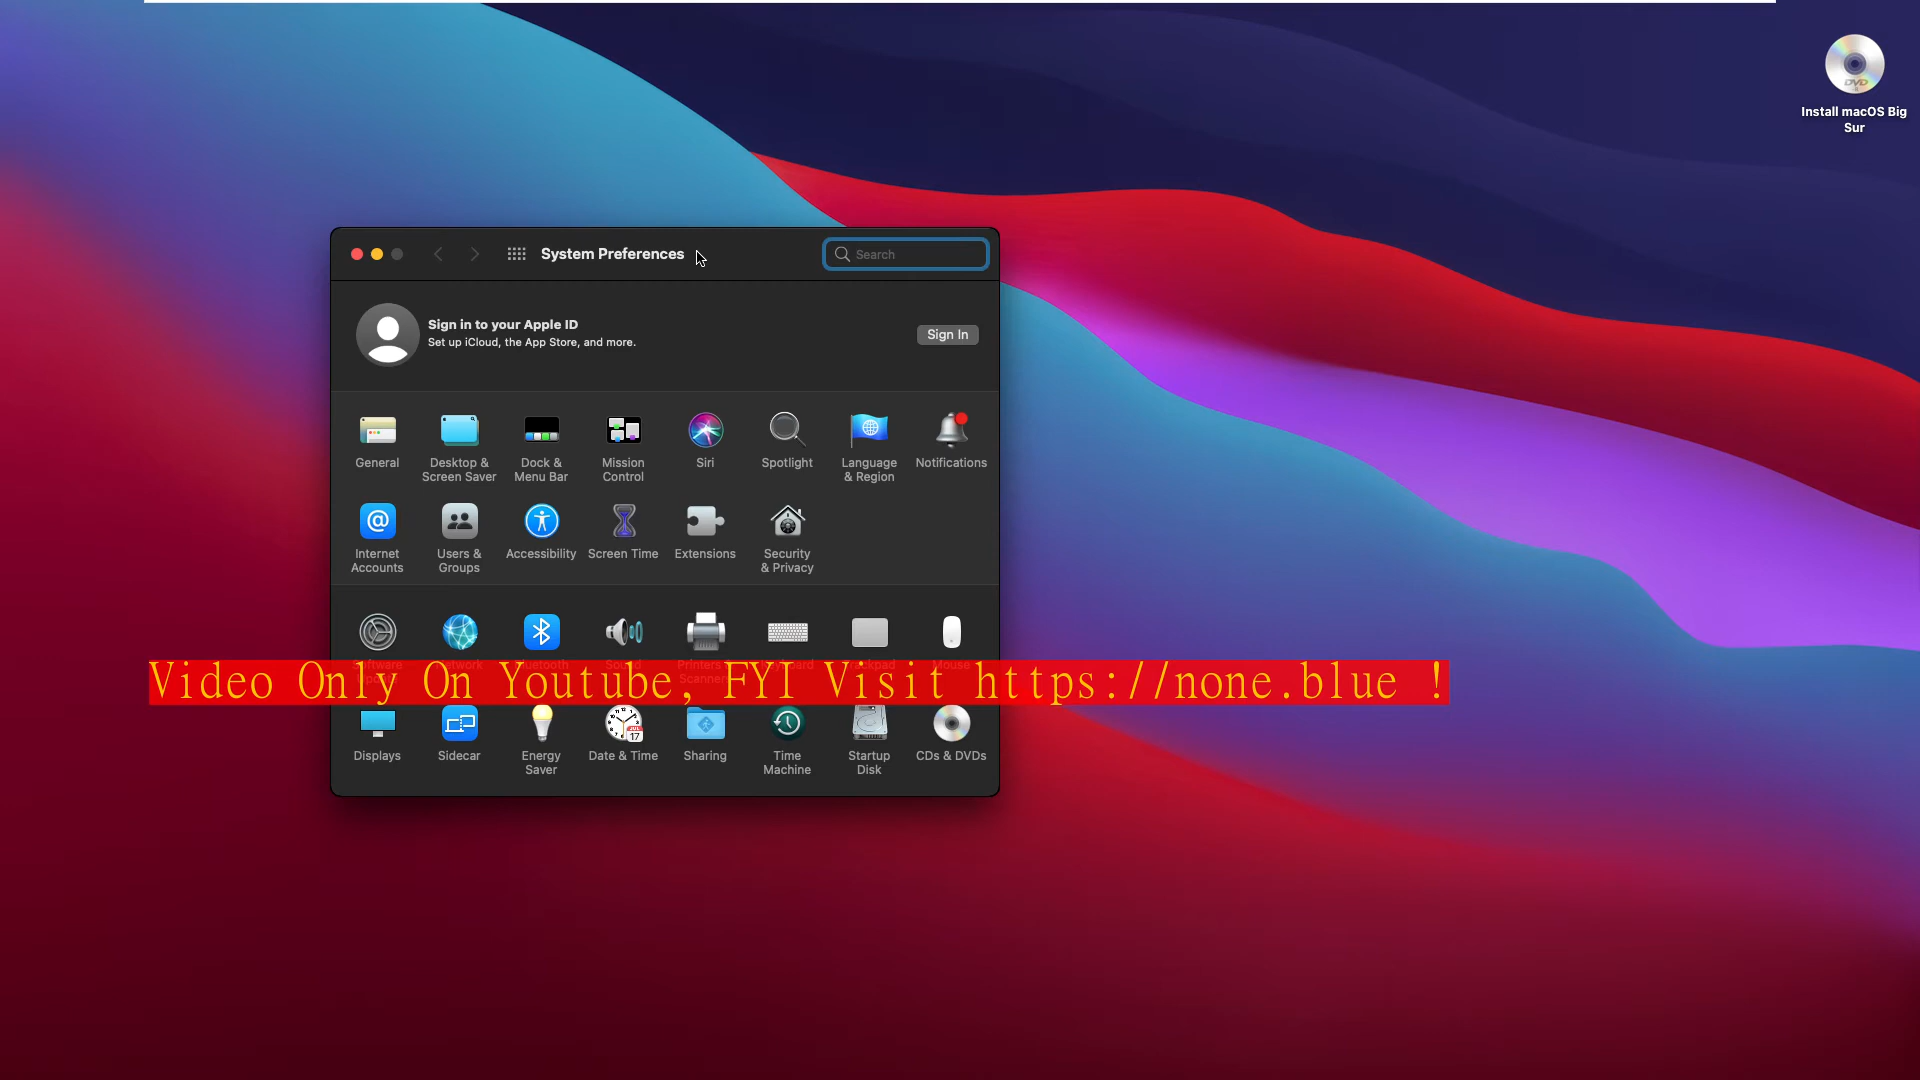 Install macOS Big
Sur
System Preferences
Search
Sign in to your Apple ID
Set up iCloud, the App Store, and more.
Sign In
General
Desktop &
Screen Saver
Dock &
Menu Bar
Mission
Control
Siri
Spotlight
Language
& Region
Notifications
Internet
Accounts
Users &
Groups
Accessibility
Screen Time
Extensions
Security
& Privacy
Video Only On Youtube, FYI Visit https://none.blue !
Displays
Sidecar
Energy
Saver
Date & Time
Sharing
Time
Machine
Startup
Disk
CDs & DVDs